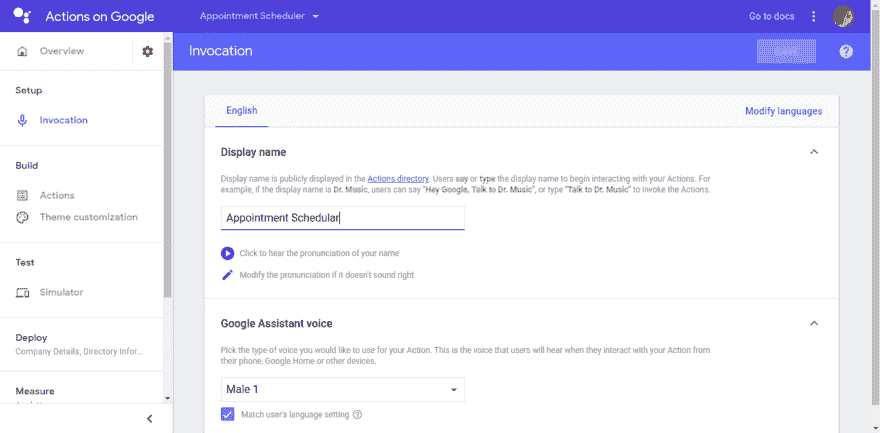 Actions on Google
Appointment Scheduler
Go to docs
Overview
Invocation
Setup
Invocation
Build
Actions
Theme customization
Test
Simulator
Deploy
Company Details, Directory Infor...
Measure
English
Modify languages
Display name
Display name is publicly displayed in the Actions directory. Users say or type the display name to begin interacting with your Actions. For
example, if the display name is Dr. Music, users can say "Hey Google, Talk to Dr. Music", or type "Talk to Dr. Music" to invoke the Actions.
Appointment Schedular
Click to hear the pronunciation of your name
Modify the pronunciation if it doesn't sound right
Google Assistant voice
Pick the type of voice you would like to use for your Action. This is the voice that users will hear when they interact with your Action from
their phone, Google Home or other devices.
Male 1
Match user's language setting